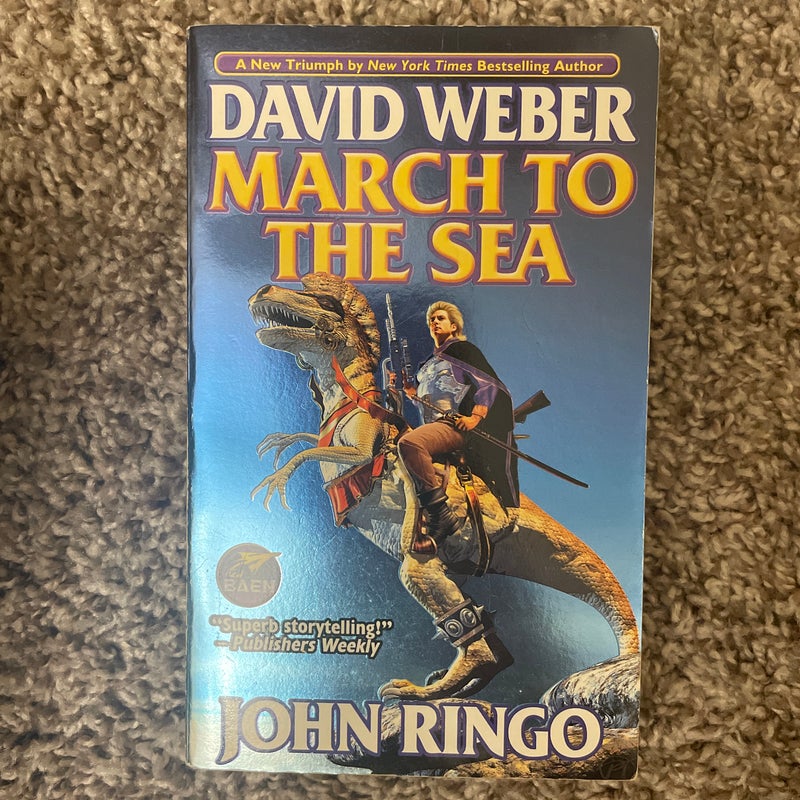 A New Triumph by New York Times Bestselling Author
DAVID WEBER
MARCH TO
THE SEA
BAEN
"Superb storytelling!"
—Publishers Weekly
JOHN RINGO